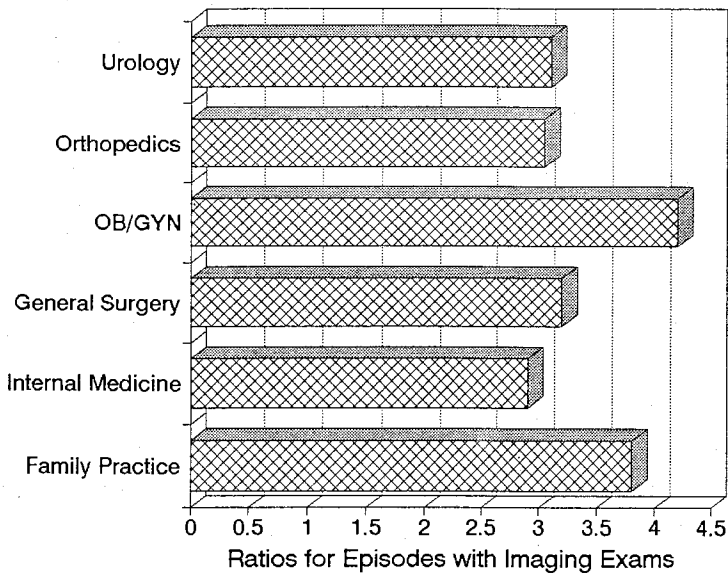 Urology
Orthopedics
OB/GYN
General Surgery
Internal Medicine
Family Practice
0 0.5 1 1.5 2 2.5 3 3.5 4 4.5
Ratios for Episodes with Imaging Exams